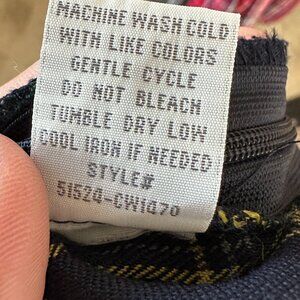 MACHINE WASH COLD
WITH LIKE COLORS
GENTLE CYCLE
DO NOT BLEACH
TUMBLE DRY LOW
COOL IRON IF NEEDED
STYLE#
51524-CW1470